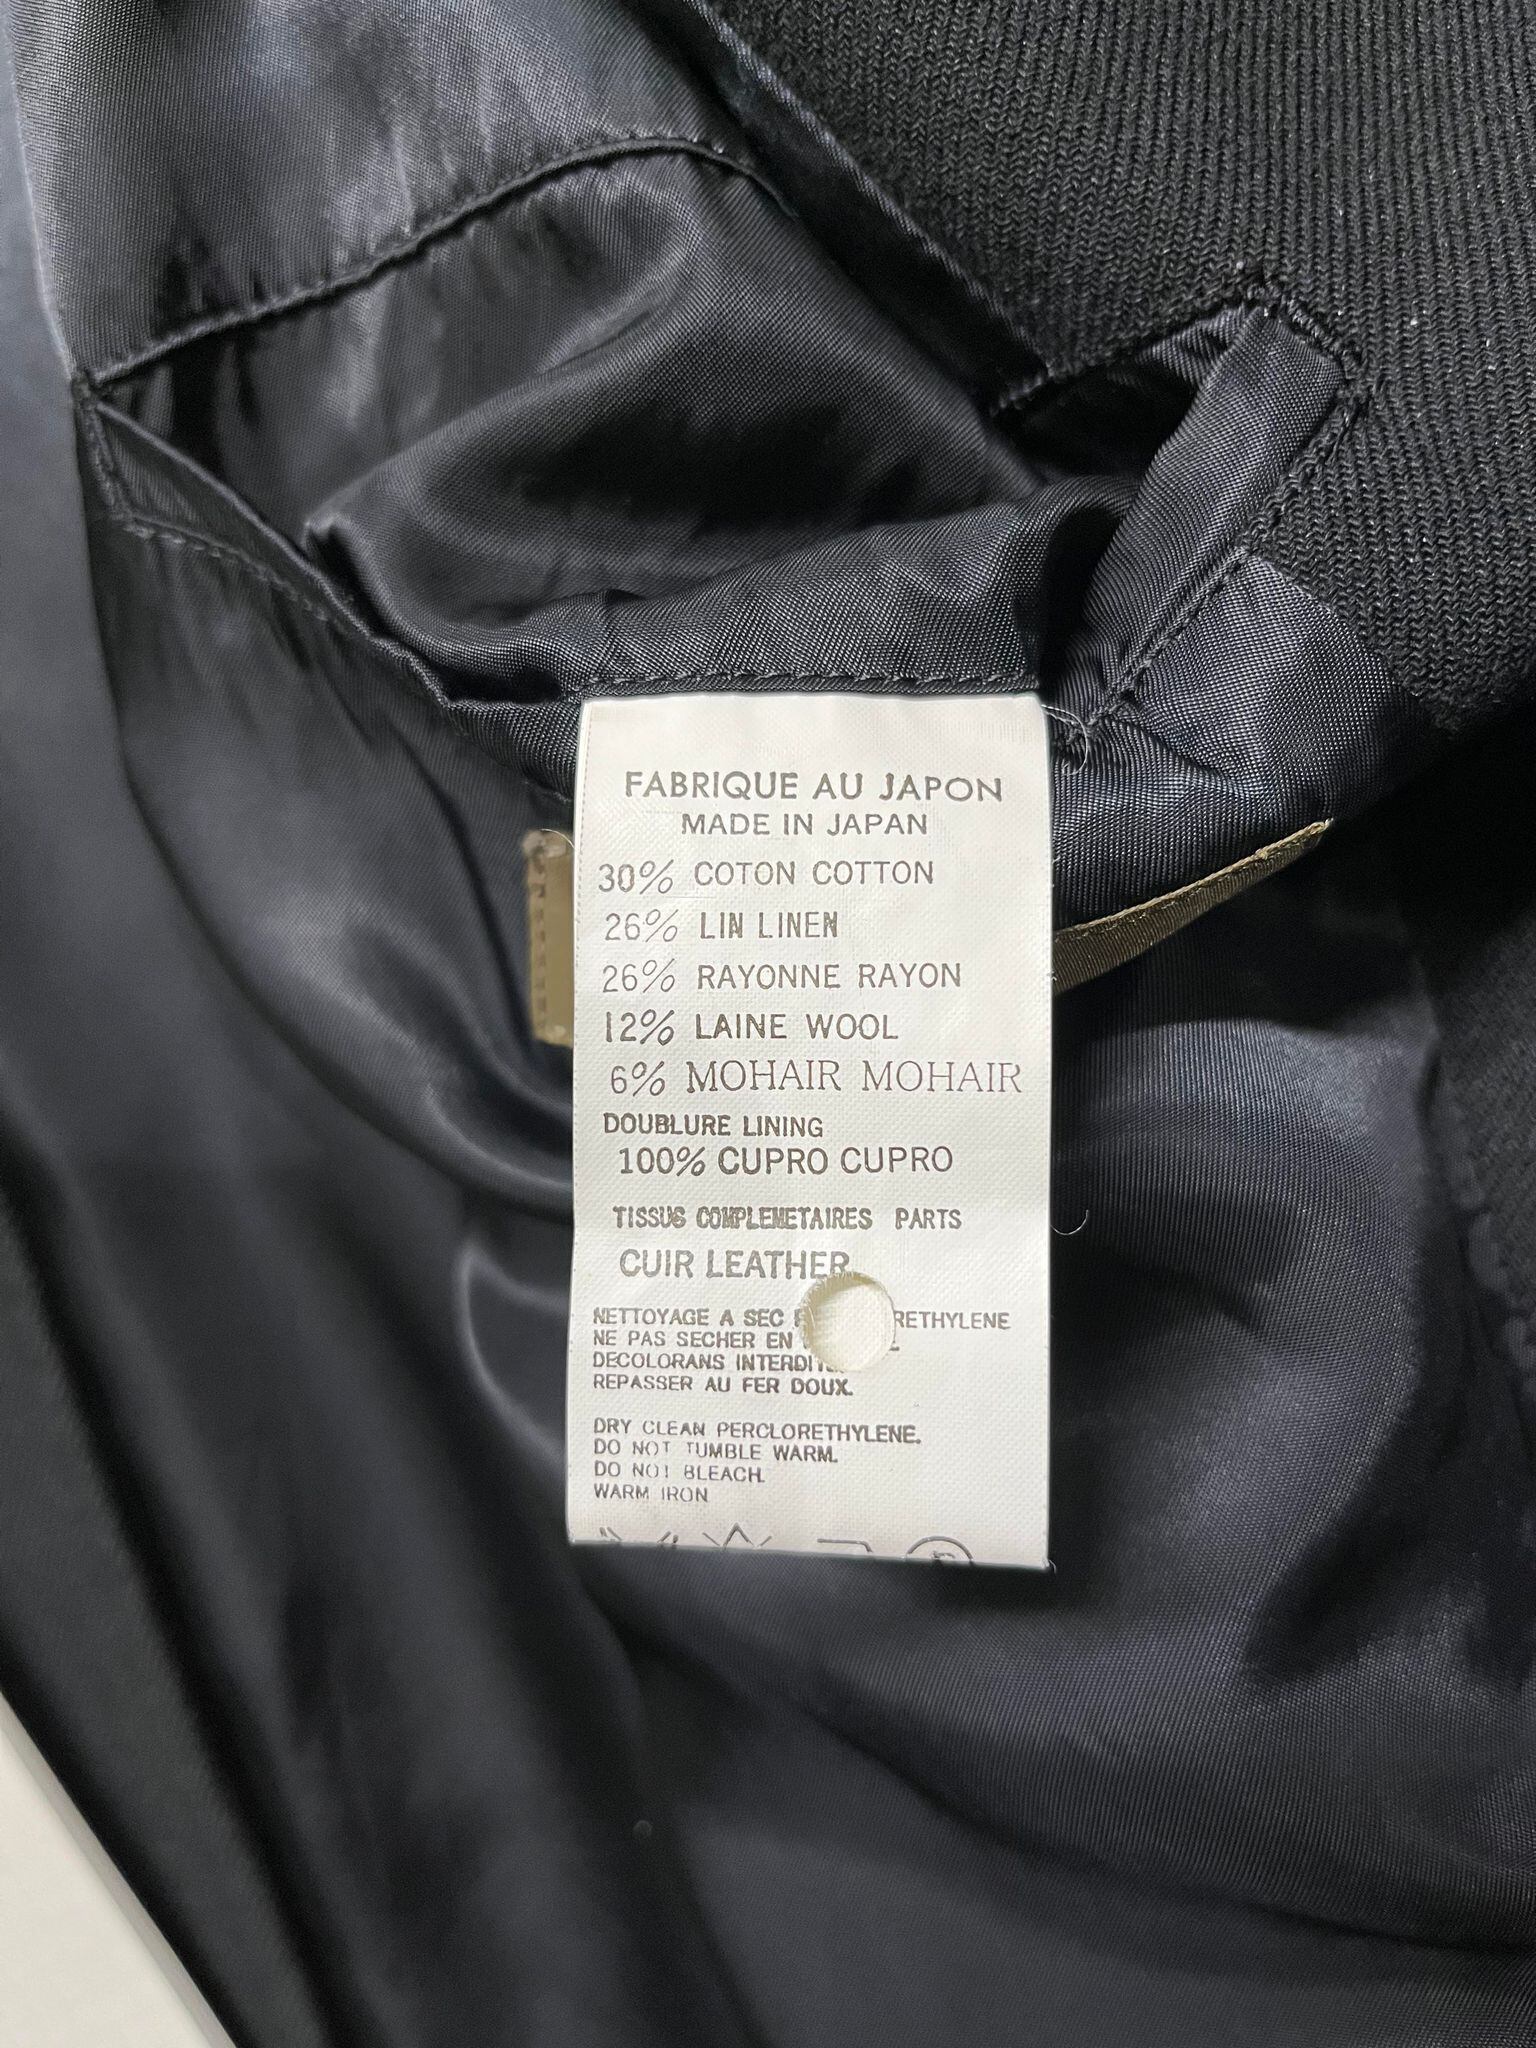 FABRIQUE AU JAPON
MADE IN JAPAN
30% COTON COTTON
26% LIN LINEN
26% RAYONNE RAYON
12% LAINE WOOL
6% MOHAIR MOHAIR
DOUBLURE LINING
100% CUPRO CUPRO
TISSUS COMPLEMETAIRES PARTS
CUIR LEATHER
NETTOYAGE A SEC RETHYLENE
NE PAS SECHER EN
DECOLORANS INTERDIT
REPASSER AU FER DOUX.
DRY CLEAN PERCLORETHYLENE.
DO NOT TUMBLE WARM.
DO NOT BLEACH.
WARM IRON